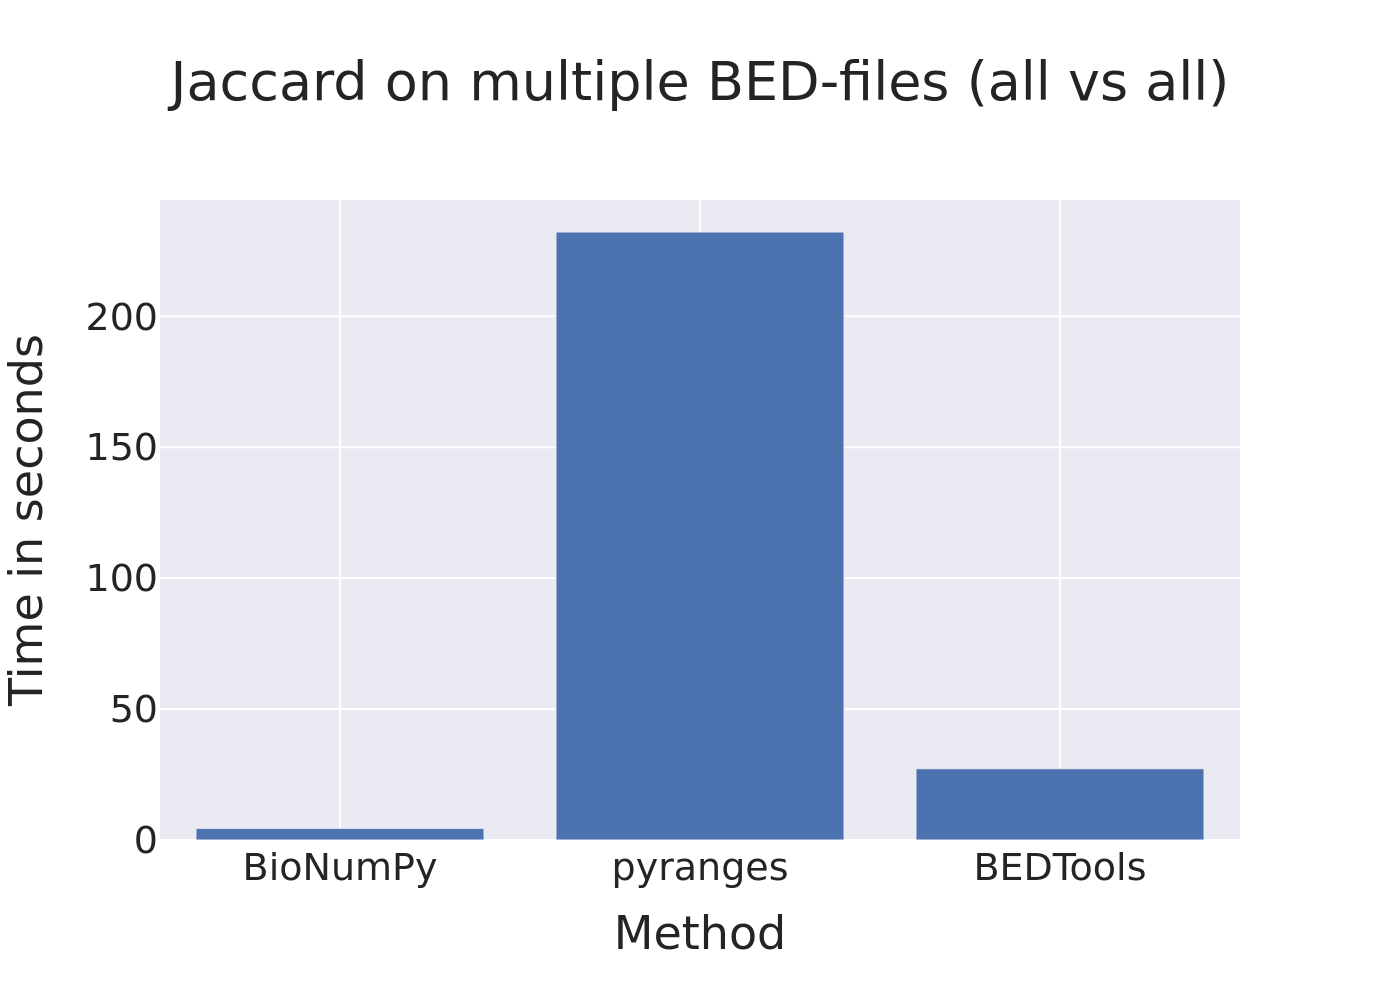 Jaccard on multiple BED-files (all vs all)
Time in seconds
200
150
100
50
0
BioNumPy pyranges BEDTools
Method